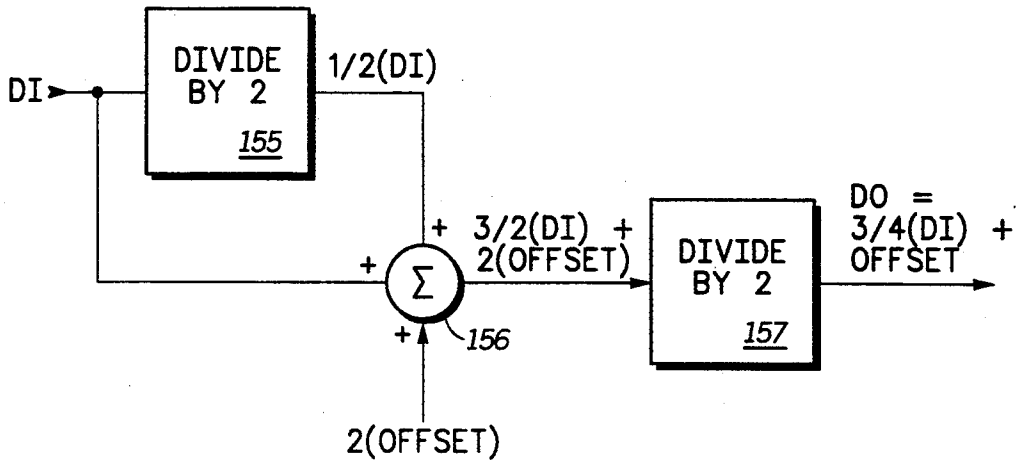 DI
DIVIDE
BY 2
155
1/2(DI)
+
+
+
Σ
156
2(OFFSET)
3/2(DI) +
2(OFFSET)
DIVIDE
BY 2
157
DO =
3/4(DI) +
OFFSET